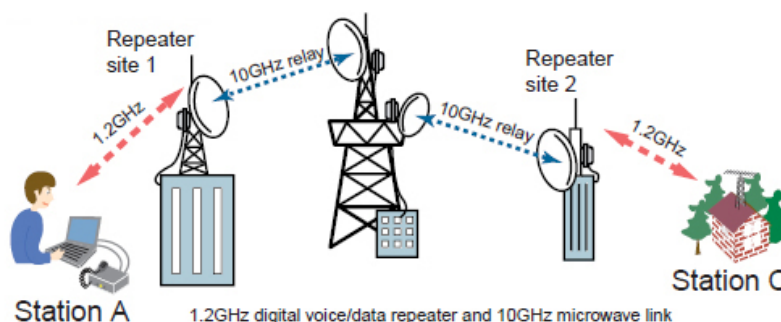 Repeater
site 1
10GHz relay
1.2GHz
Repeater
site 2
10GHz relay
1.2GHz
Station A
Station C
1.2GHz digital voice/data repeater and 10GHz microwave link